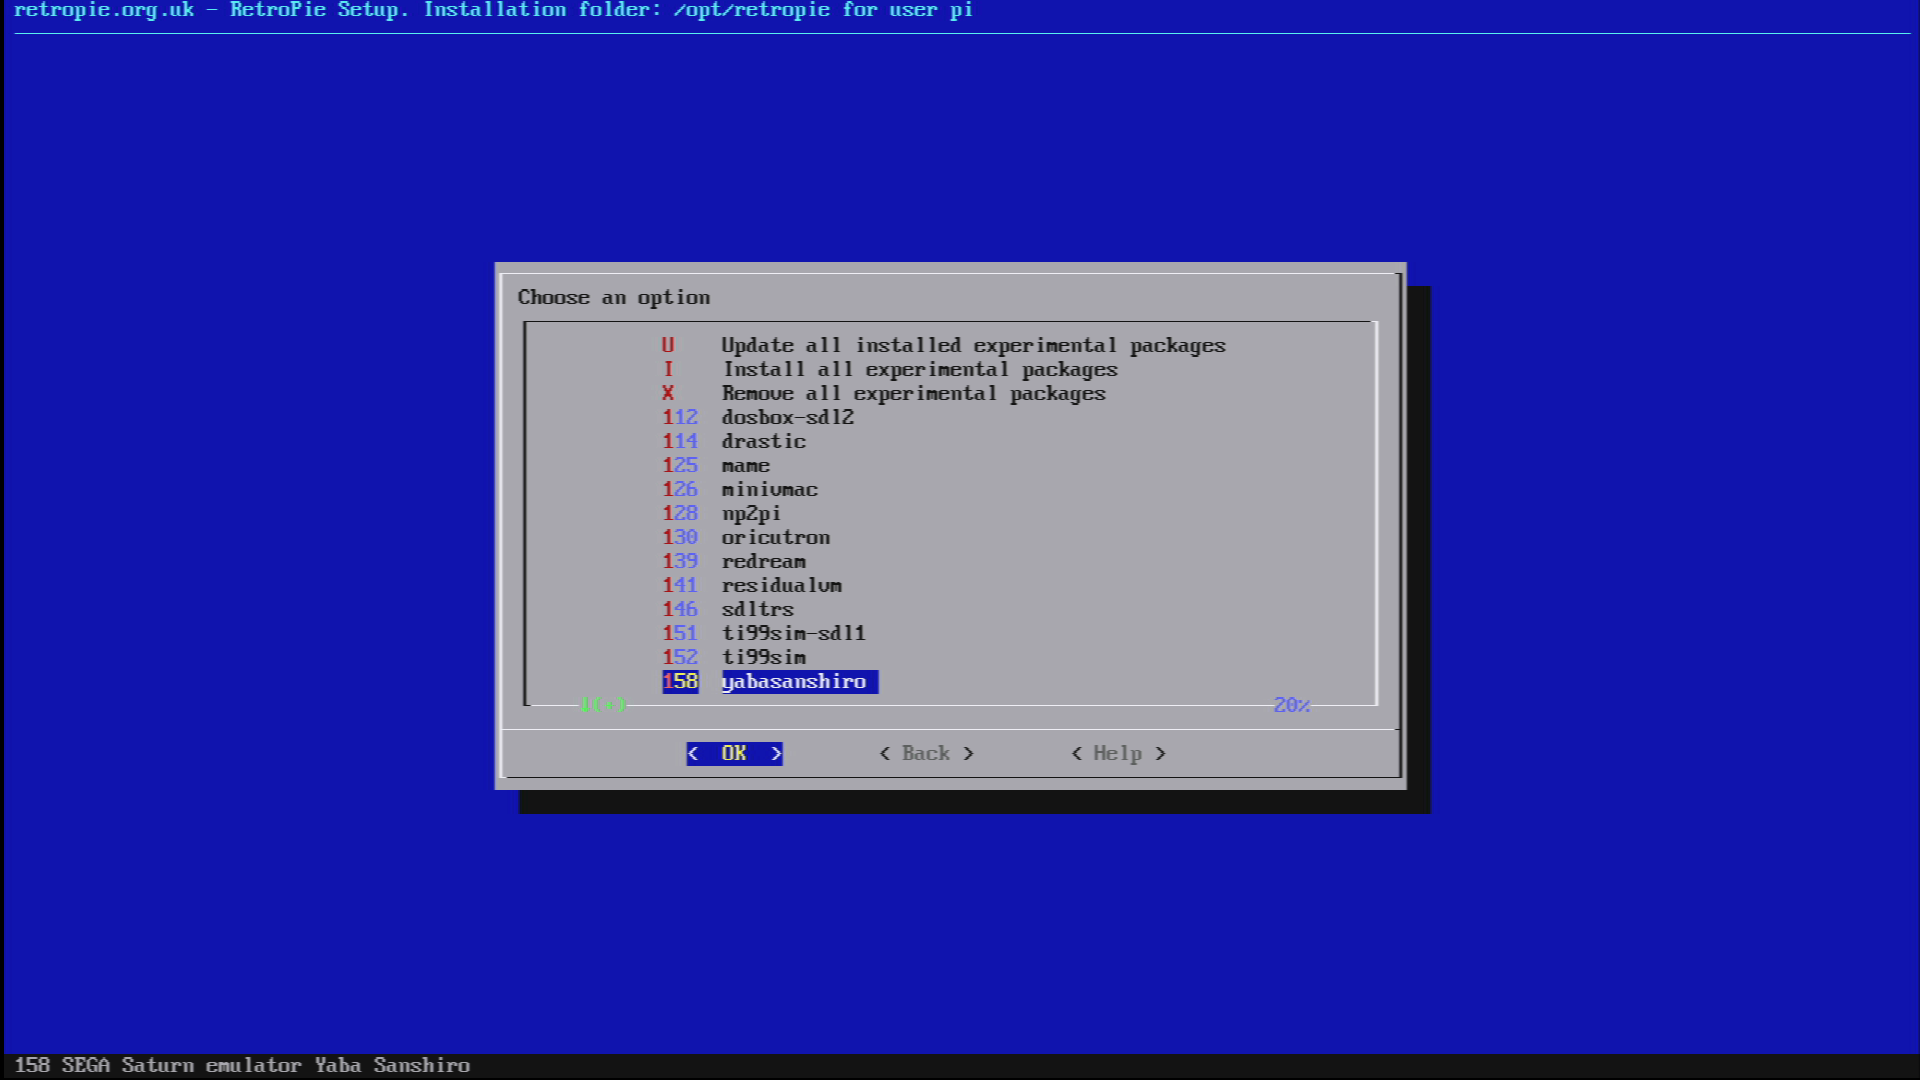 retropie.org.uk - RetroPie Setup. Installation folder: /opt/retropie for user pi
Choose an option
U Update all installed experimental packages
I Install all experimental packages
X Remove all experimental packages
112 dosbox-sdl2
114 drastic
125 mame
126 minivmac
128 np2pi
130 oricutron
139 redream
141 residualvm
146 sdltrs
151 ti99sim-sdl1
152 ti99sim
158 yabasanshiro
↓(+) 20%
< OK > < Back > < Help >
158 SEGA Saturn emulator Yaba Sanshiro